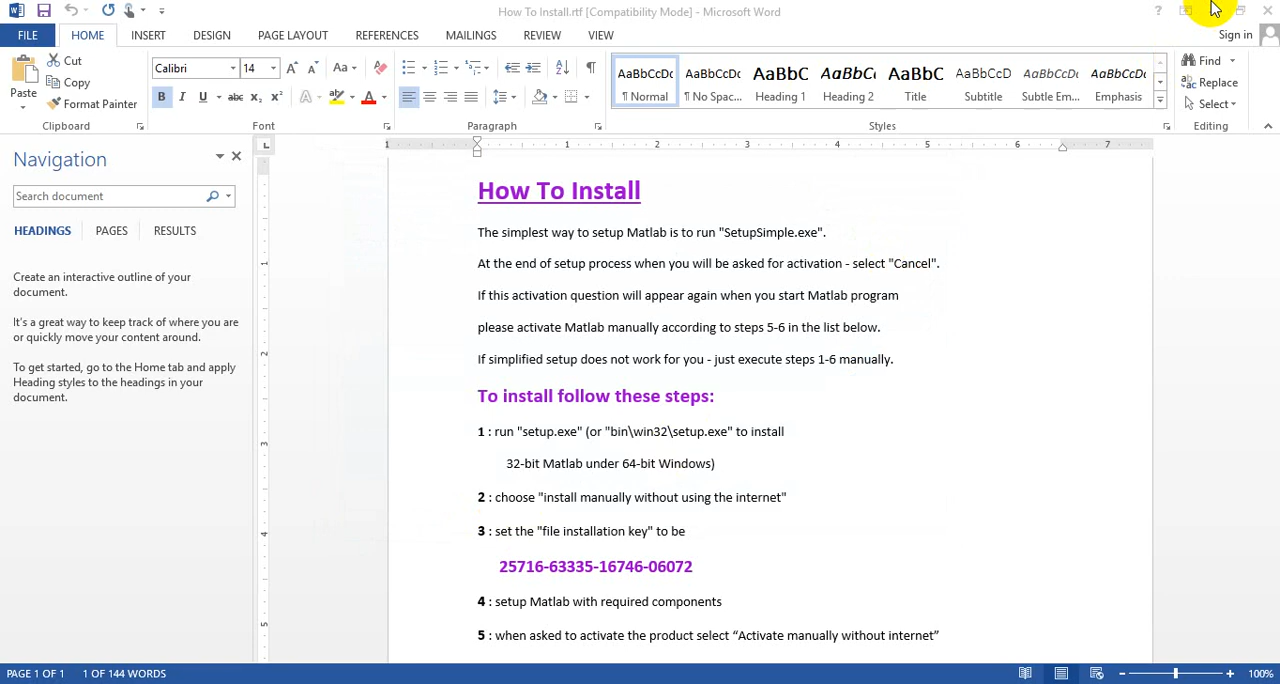 How To Install.rtf [Compatibility Mode] - Microsoft Word
Sign in
FILE HOME INSERT DESIGN PAGE LAYOUT REFERENCES MAILINGS REVIEW VIEW
Paste
Cut
Copy
Format Painter
Clipboard
Calibri 14
Font
Paragraph
AaBbCcDc AaBbCcDc AaBbC AaBbCc AaBbC AaBbCcD AaBbCcDc AaBbCcDc
¶ Normal ¶ No Spac... Heading 1 Heading 2 Title Subtitle Subtle Em... Emphasis
Styles
Find
Replace
Select
Editing
Navigation
Search document
HEADINGS PAGES RESULTS
Create an interactive outline of your
document.
It's a great way to keep track of where you are
or quickly move your content around.
To get started, go to the Home tab and apply
Heading styles to the headings in your
document.
How To Install
The simplest way to setup Matlab is to run "SetupSimple.exe".
At the end of setup process when you will be asked for activation - select "Cancel".
If this activation question will appear again when you start Matlab program
please activate Matlab manually according to steps 5-6 in the list below.
If simplified setup does not work for you - just execute steps 1-6 manually.
To install follow these steps:
1 : run "setup.exe" (or "bin\win32\setup.exe" to install
32-bit Matlab under 64-bit Windows)
2 : choose "install manually without using the internet"
3 : set the "file installation key" to be
25716-63335-16746-06072
4 : setup Matlab with required components
5 : when asked to activate the product select “Activate manually without internet”
PAGE 1 OF 1 1 OF 144 WORDS
100%